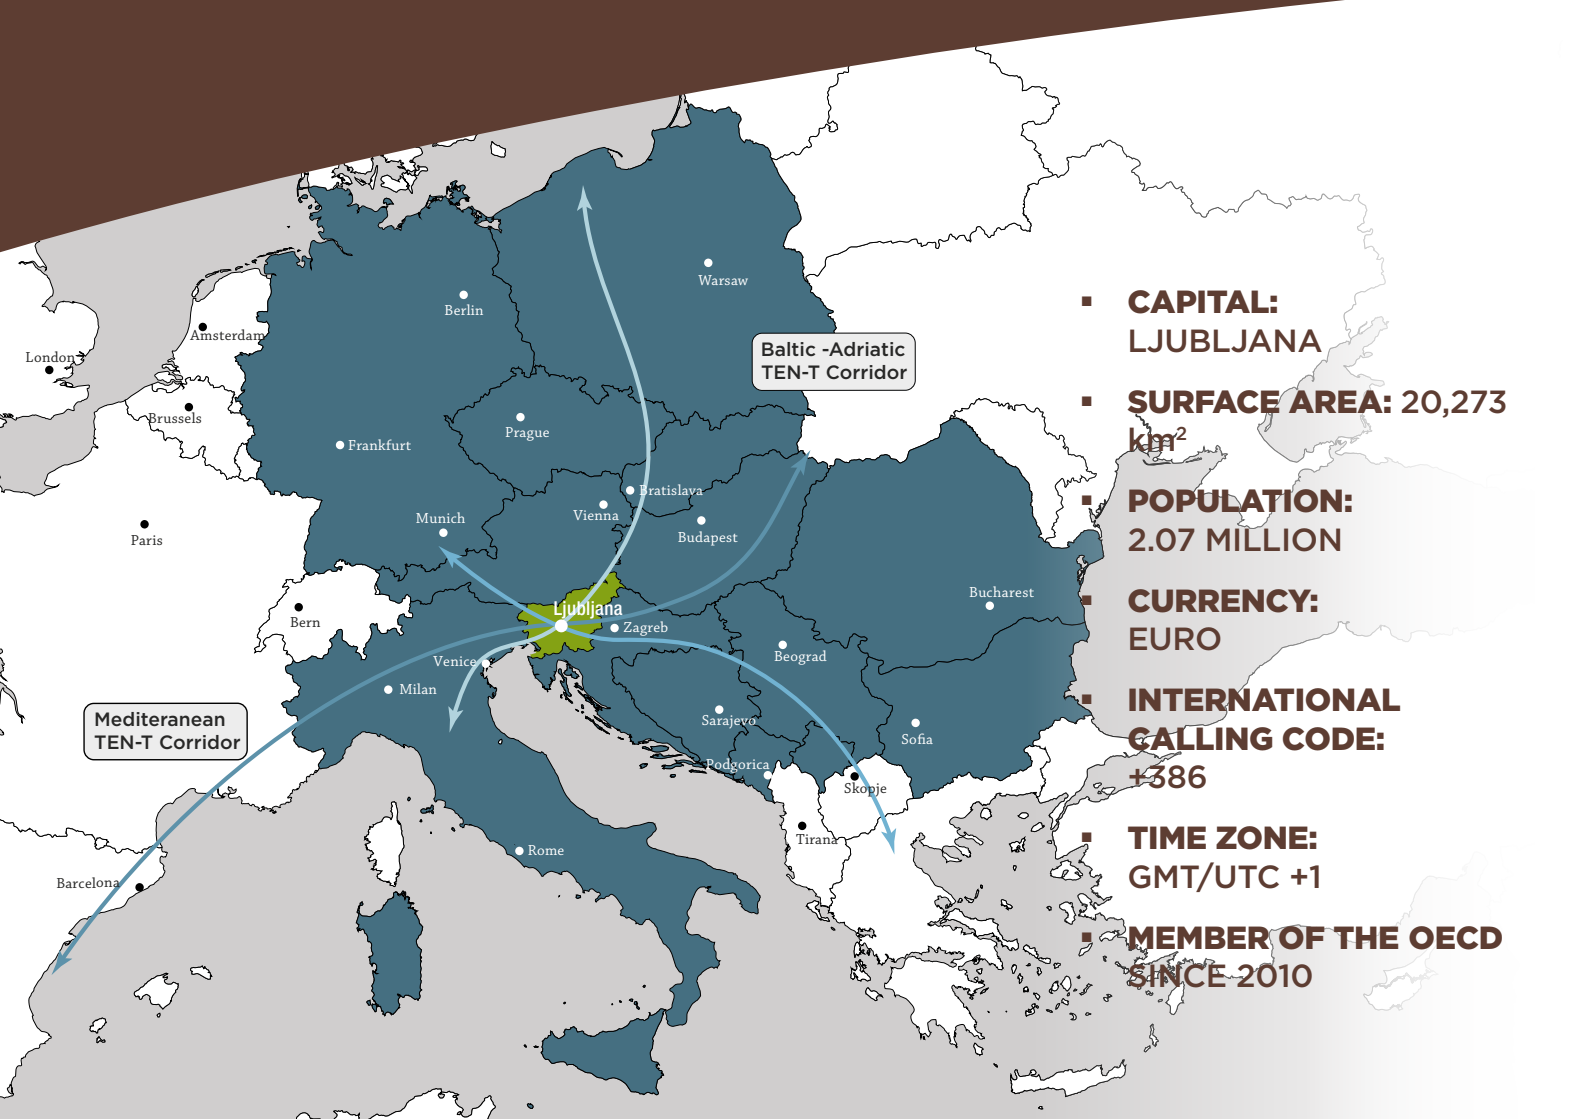 Warsaw
Berlin
Amsterdam
London
Baltic -Adriatic
TEN-T Corridor
Brussels
Prague
Frankfurt
Bratislava
Vienna
Munich
Budapest
Paris
Bucharest
Ljubljana
Bern
Zagreb
Beograd
Venice
Milan
Sarajevo
Sofia
Mediteranean
TEN-T Corridor
Podgorica
Skopje
Tirana
Rome
Barcelona
▪ CAPITAL:
LJUBLJANA
▪ SURFACE AREA: 20,273
km²
▪ POPULATION:
2.07 MILLION
▪ CURRENCY:
EURO
▪ INTERNATIONAL
CALLING CODE:
+386
▪ TIME ZONE:
GMT/UTC +1
▪ MEMBER OF THE OECD
SINCE 2010